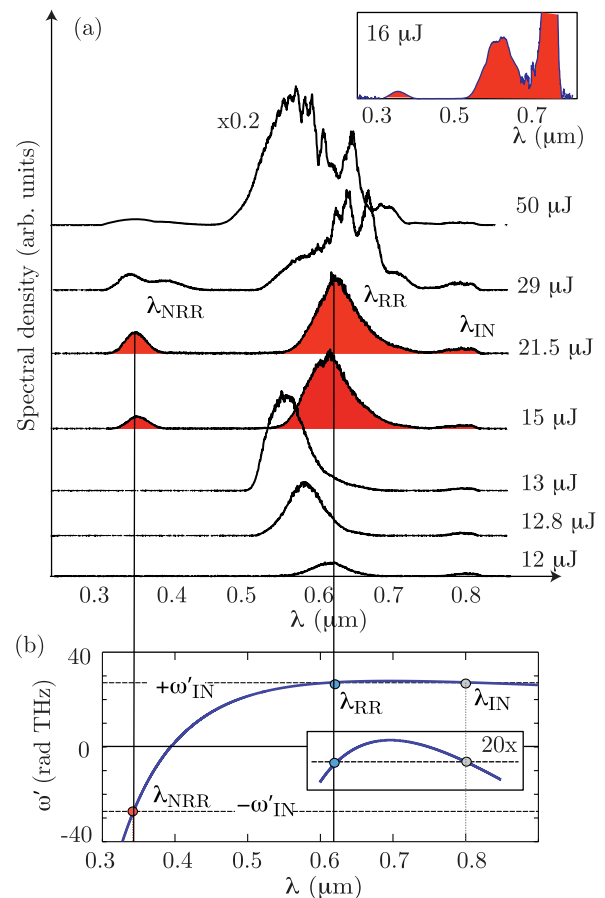 (a)
16 μJ
0.3 0.5 0.7
λ (μm)
x0.2
Spectral density (arb. units)
50 μJ
29 μJ
λNRR
λRR
λIN
21.5 μJ
15 μJ
13 μJ
12.8 μJ
12 μJ
0.3 0.4 0.5 0.6 0.7 0.8
λ (μm)
(b)
40
+ω'IN
λRR
λIN
ω' (rad THz)
0
20x
λNRR
−ω'IN
-40
0.3 0.4 0.5 0.6 0.7 0.8
λ (μm)